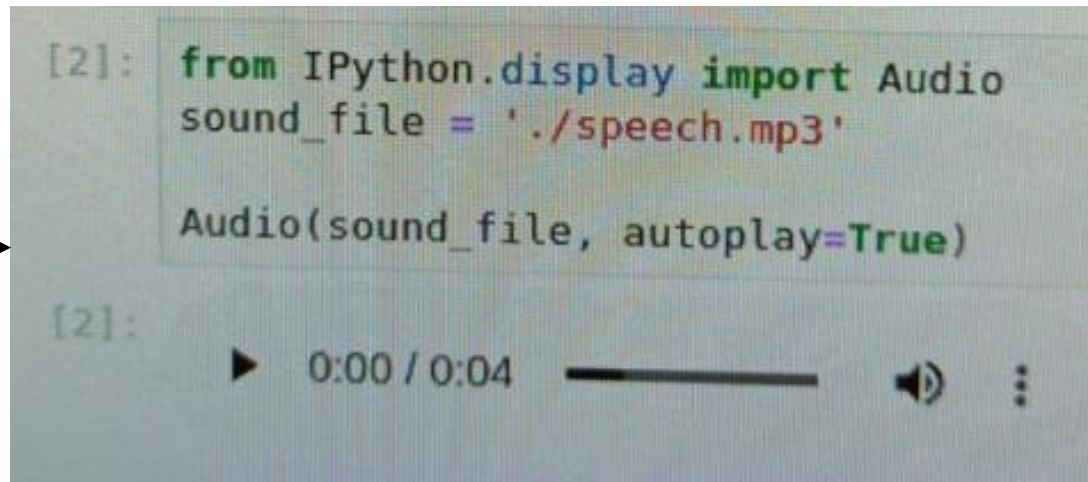 [2]: from IPython.display import Audio
sound_file = './speech.mp3'
Audio(sound_file, autoplay=True)
[2]:
0:00 / 0:04